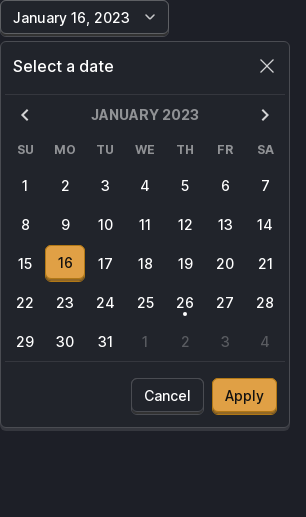 January 16, 2023
Select a date
JANUARY 2023
SU MO TU WE TH FR SA
1 2 3 4 5 6 7
8 9 10 11 12 13 14
15 16 17 18 19 20 21
22 23 24 25 26 27 28
29 30 31 1 2 3 4
Cancel Apply